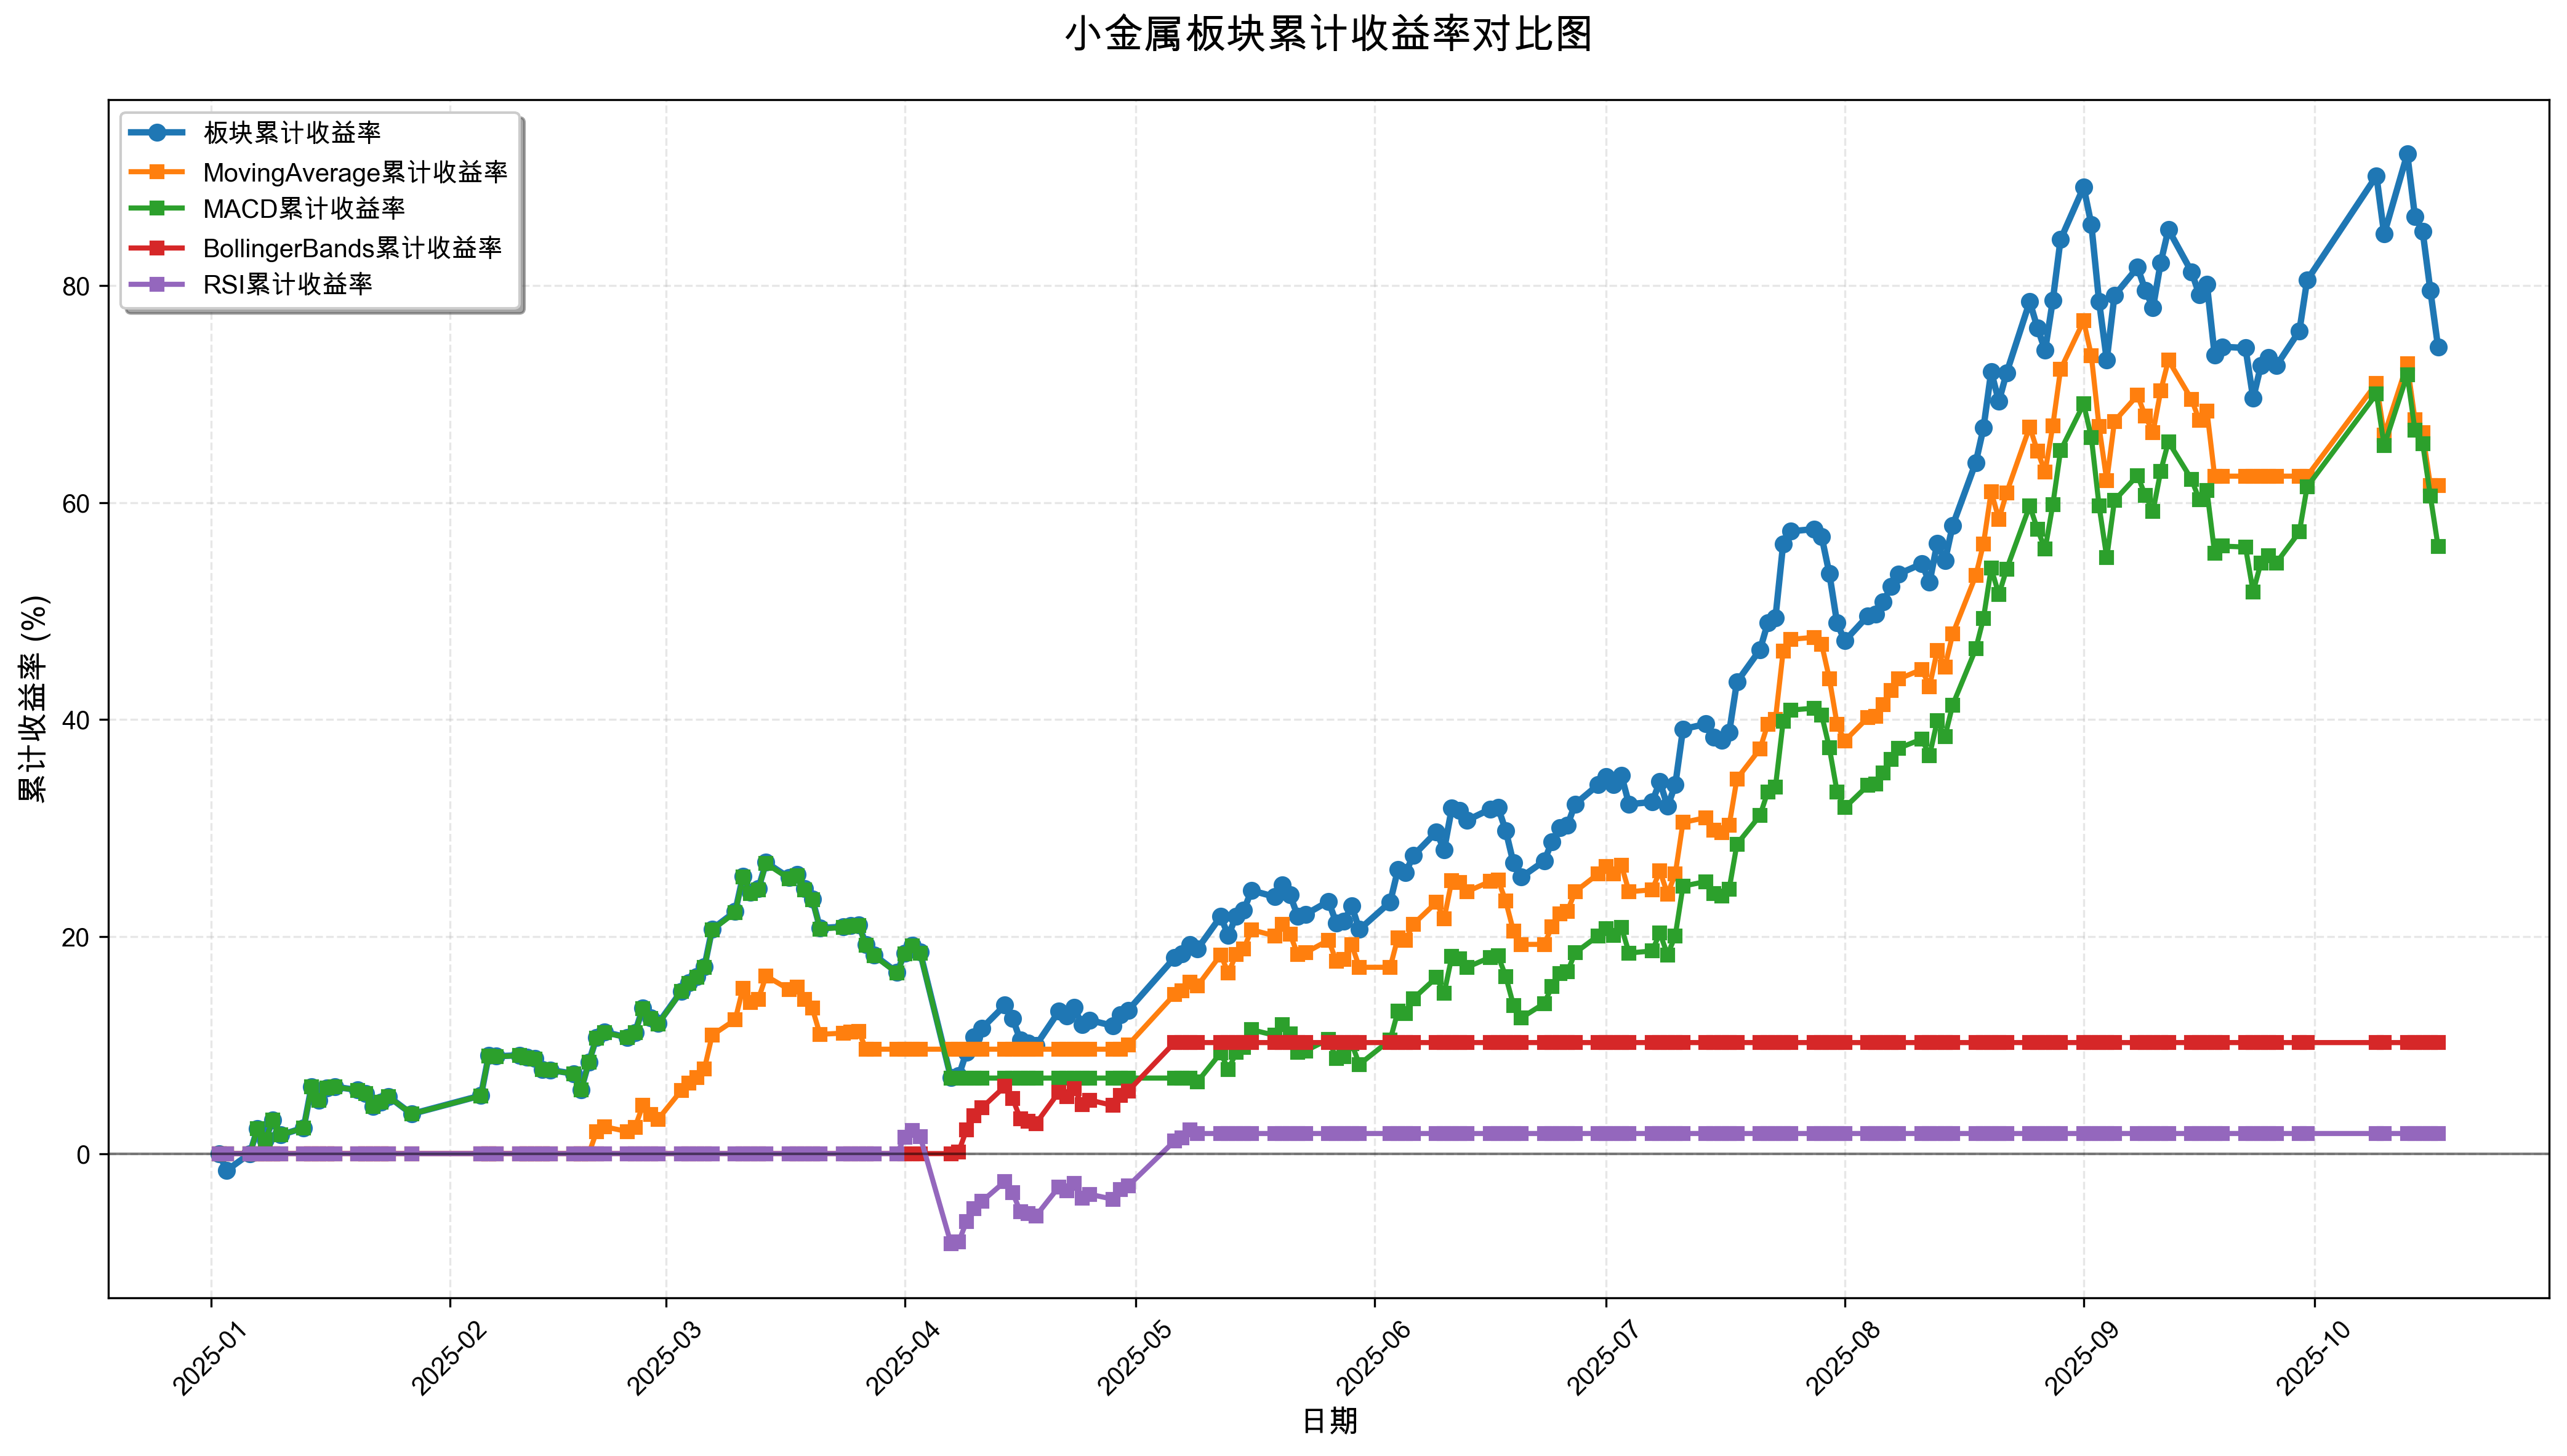 小金属板块累计收益率对比图
板块累计收益率
MovingAverage累计收益率
MACD累计收益率
BollingerBands累计收益率
RSI累计收益率
累计收益率 (%)
80
60
40
20
0
2025-01
2025-02
2025-03
2025-04
2025-05
2025-06
2025-07
2025-08
2025-09
2025-10
日期